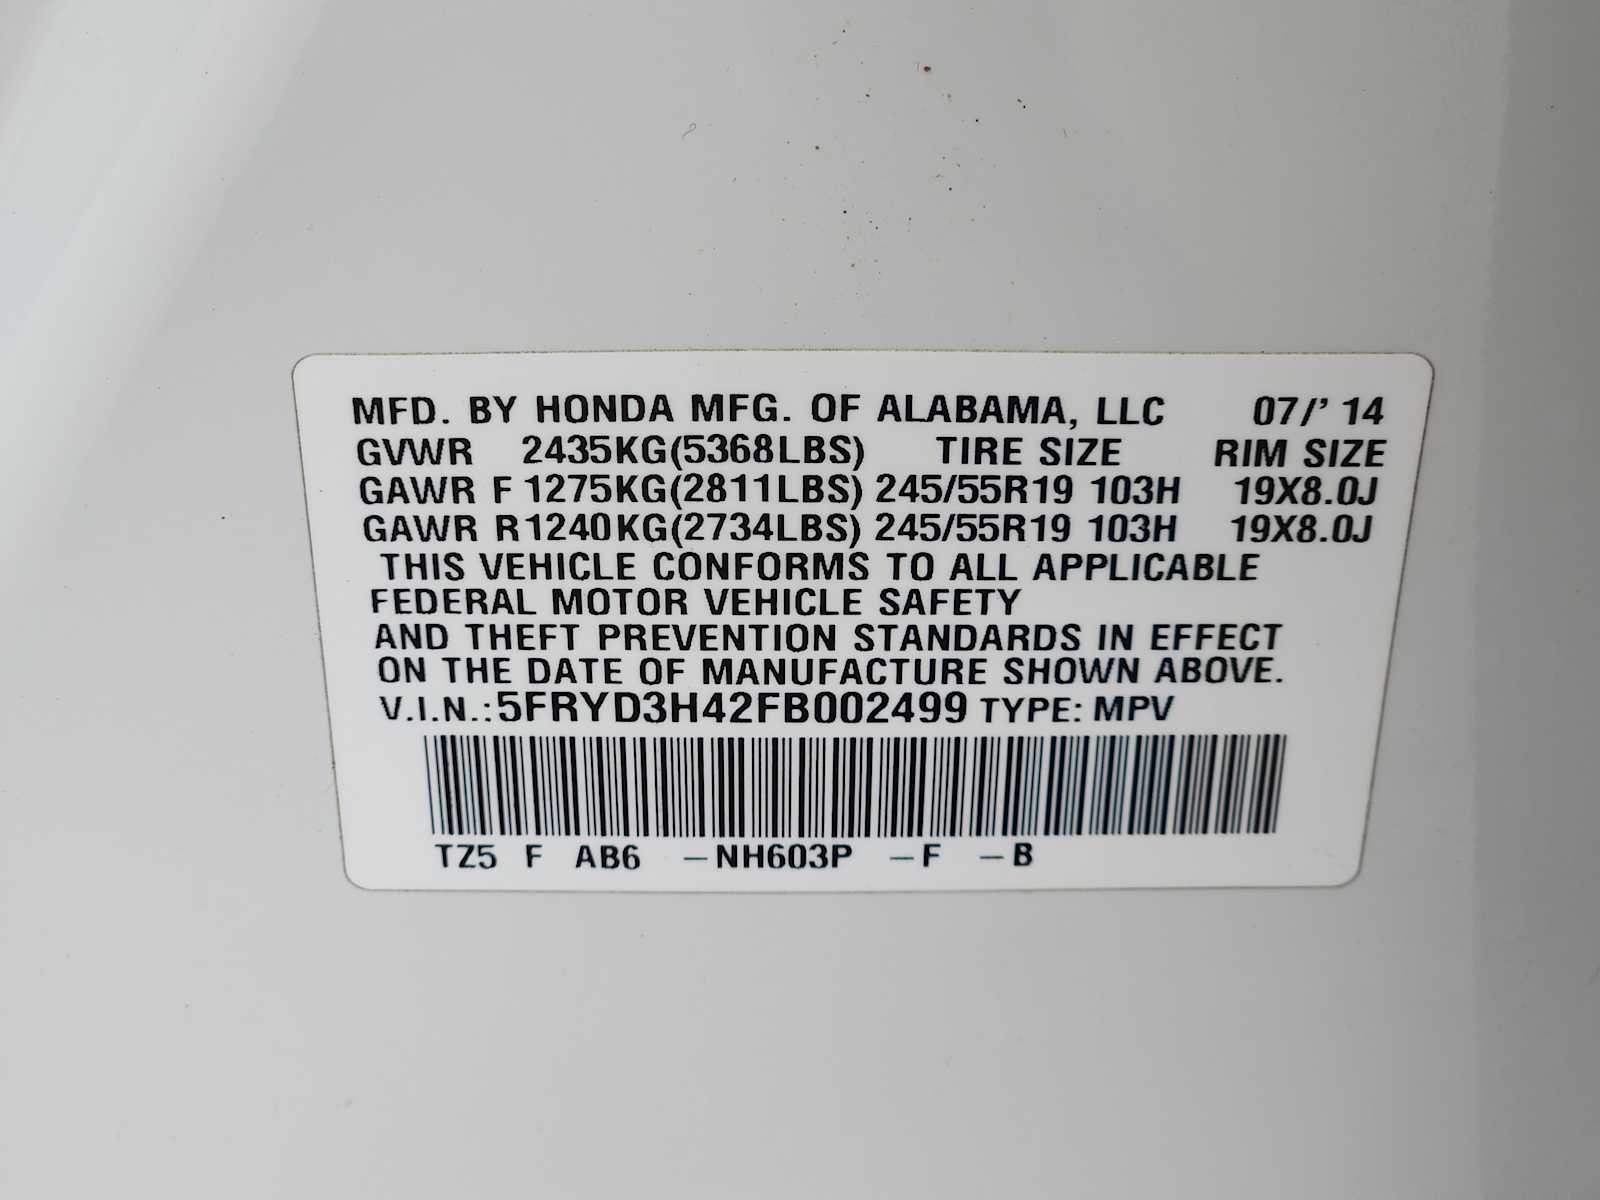 MFD. BY HONDA MFG. OF ALABAMA, LLC 07/' 14
GVWR 2435KG(5368LBS) TIRE SIZE RIM SIZE
GAWR F 1275KG(2811LBS) 245/55R19 103H 19X8.0J
GAWR R1240KG(2734LBS) 245/55R19 103H 19X8.0J
THIS VEHICLE CONFORMS TO ALL APPLICABLE
FEDERAL MOTOR VEHICLE SAFETY
AND THEFT PREVENTION STANDARDS IN EFFECT
ON THE DATE OF MANUFACTURE SHOWN ABOVE.
V.I.N.:5FRYD3H42FB002499 TYPE: MPV
TZ5 F AB6 –NH603P –F –B